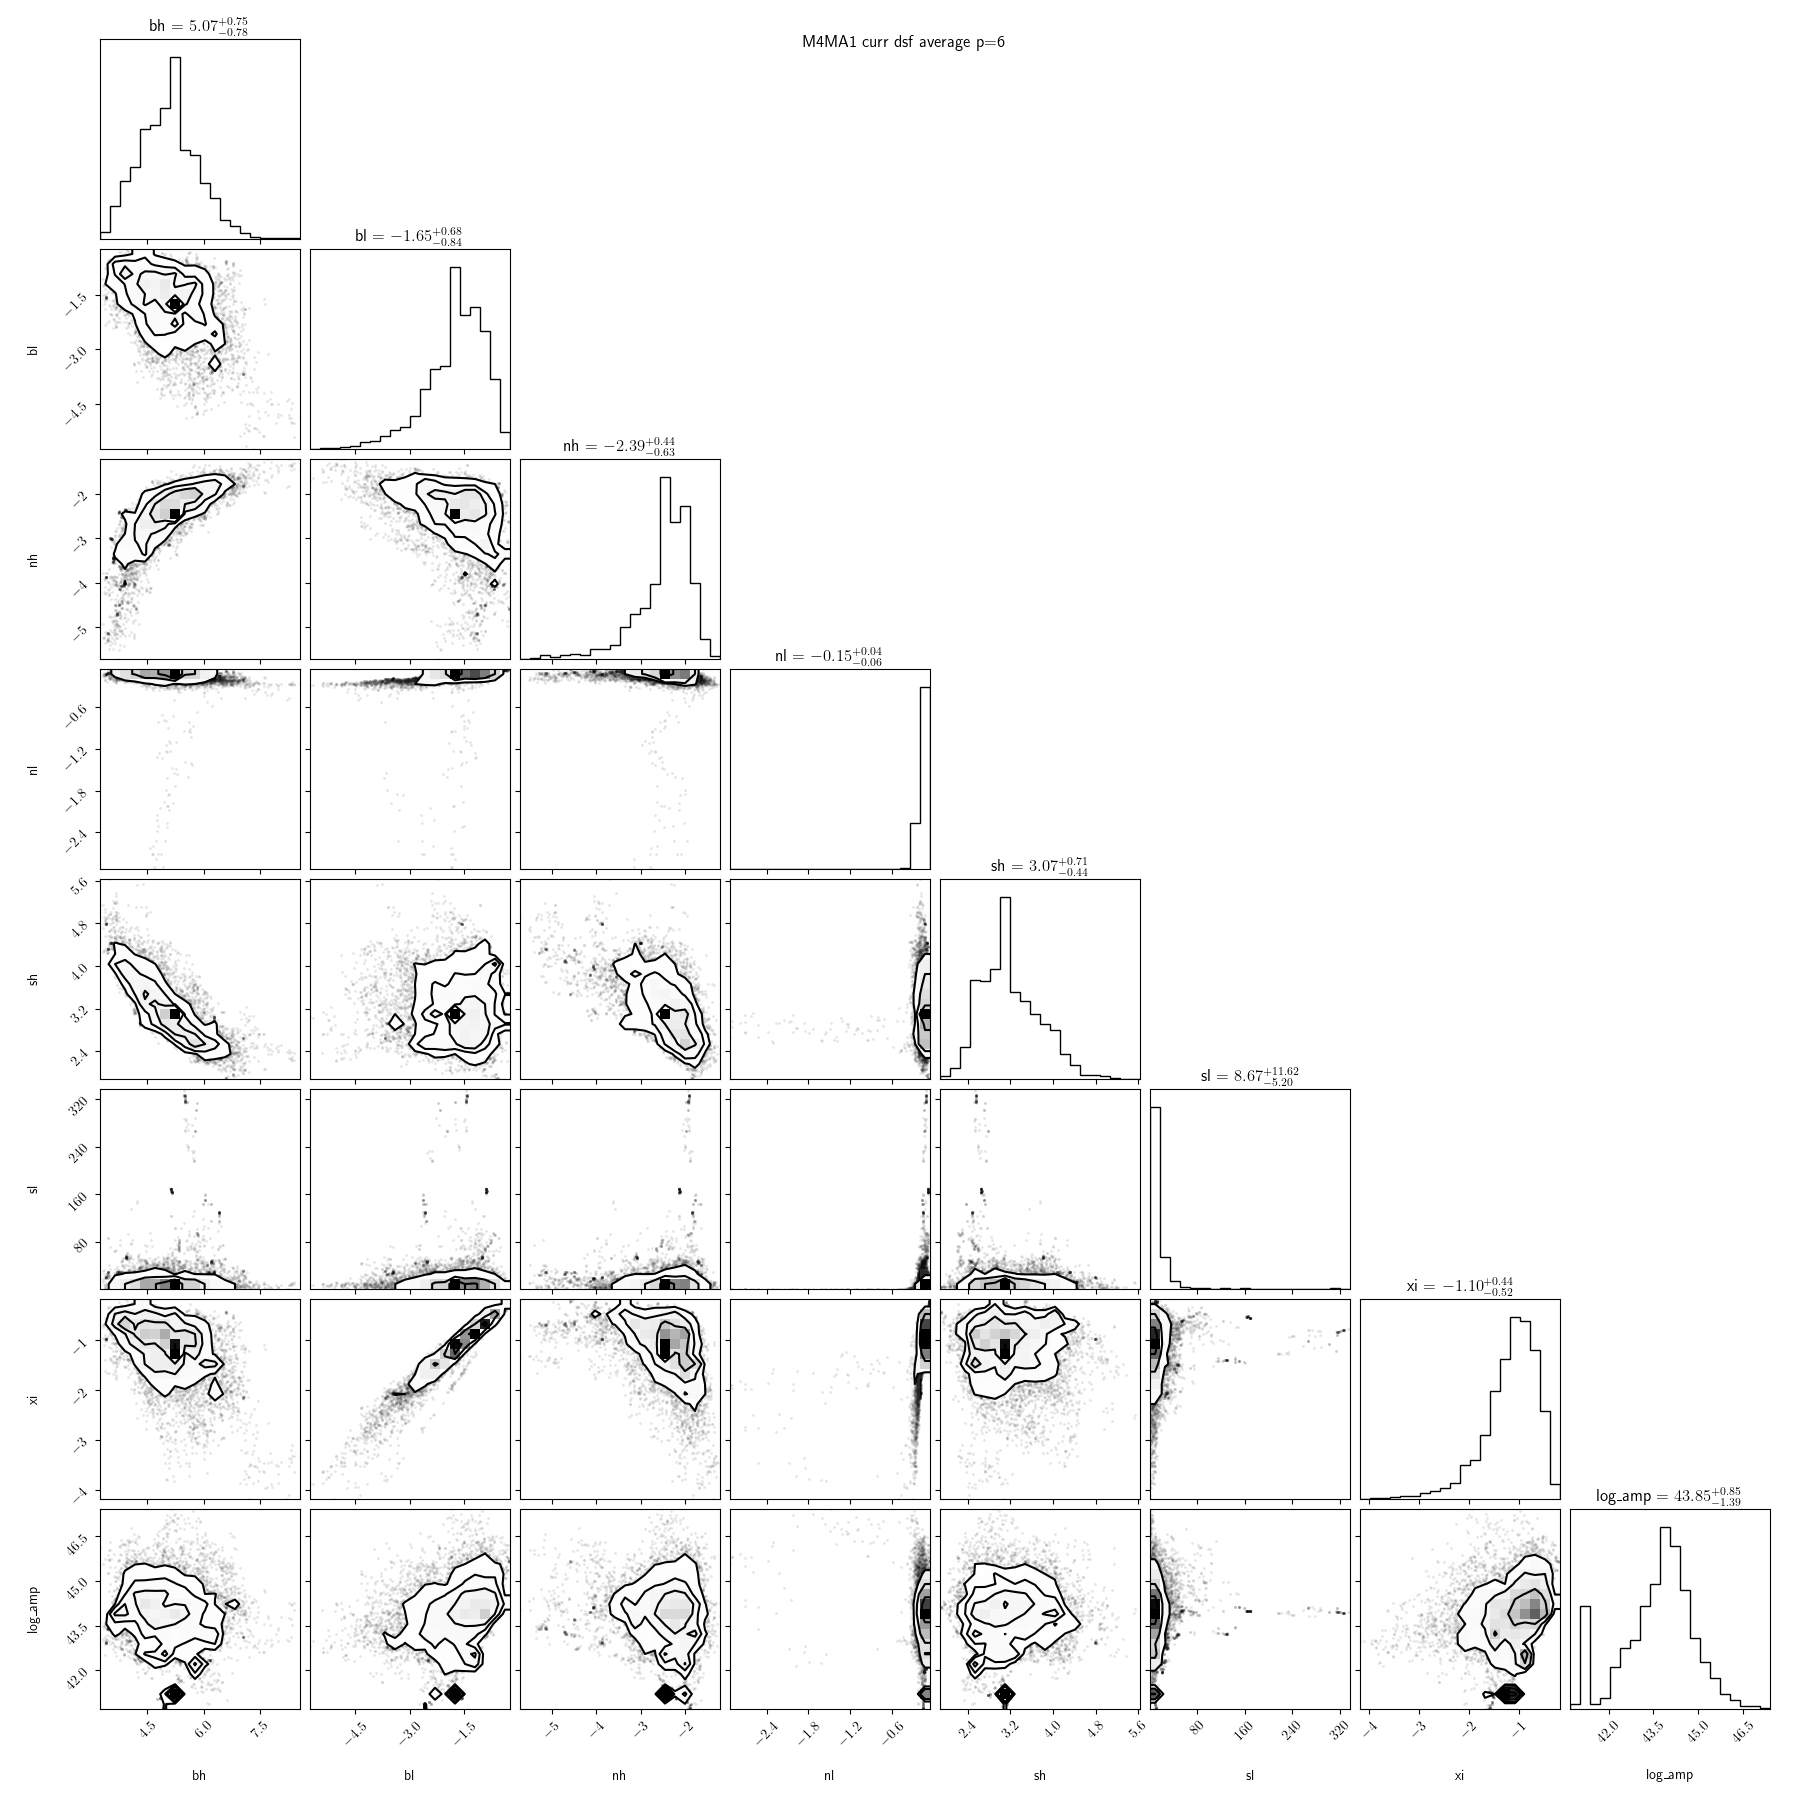 M4MA1 curr dsf average p=6
bh = 5.07^{+0.75}_{-0.78}
bl = −1.65^{+0.68}_{-0.84}
bl
−1.5
−3.0
−4.5
nh = −2.39^{+0.44}_{-0.63}
nh
−2
−3
−4
−5
nl = −0.15^{+0.04}_{-0.06}
nl
−0.6
−1.2
−1.8
−2.4
sh = 3.07^{+0.71}_{-0.44}
sh
5.6
4.8
4.0
3.2
2.4
sl = 8.67^{+11.62}_{-5.20}
sl
320
240
160
80
xi = −1.10^{+0.44}_{-0.52}
xi
−1
−2
−3
−4
log_amp = 43.85^{+0.85}_{-1.39}
log_amp
46.5
45.0
43.5
42.0
4.5 6.0 7.5
−4.5 −3.0 −1.5
−5 −4 −3 −2
−2.4 −1.8 −1.2 −0.6
2.4 3.2 4.0 4.8 5.6
80 160 240 320
−4 −3 −2 −1
42.0 43.5 45.0 46.5
bh bl nh nl sh sl xi log_amp